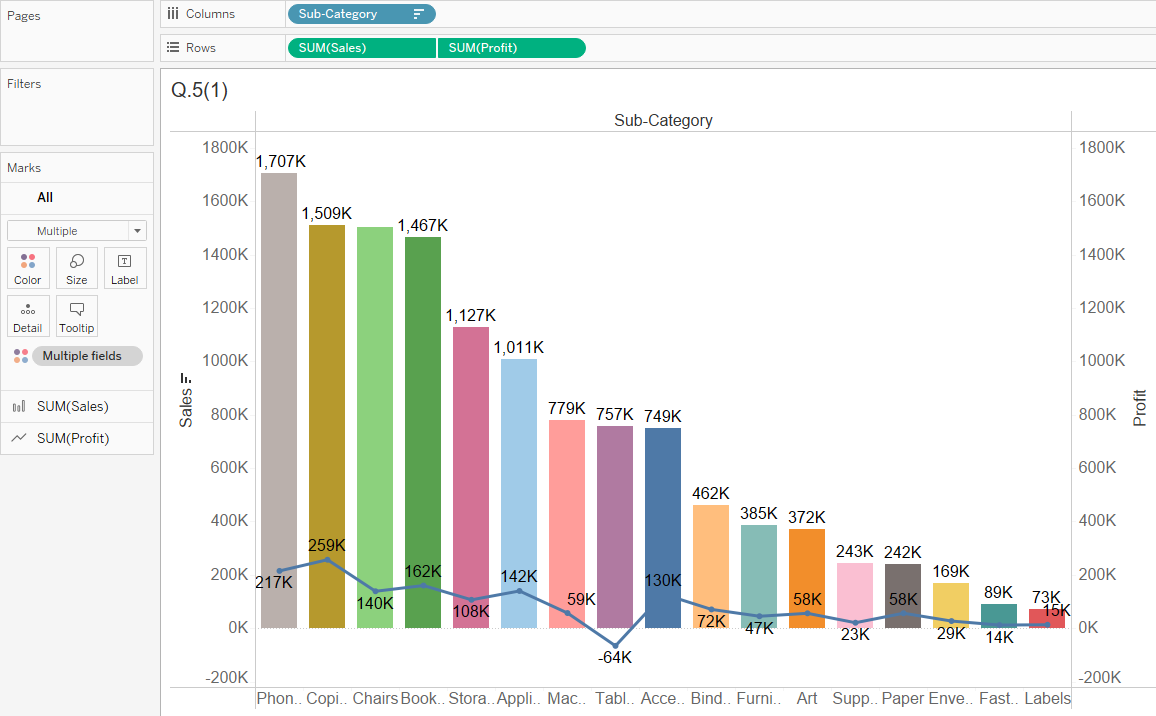 Pages
Columns
Sub-Category
Rows
SUM(Sales)
SUM(Profit)
Filters
Q.5(1)
Marks
All
Multiple
Color
Size
Label
Detail
Tooltip
Multiple fields
SUM(Sales)
SUM(Profit)
Sub-Category
1800K
1600K
1400K
1200K
1000K
800K
600K
400K
200K
0K
-200K
Sales
1,707K
1,509K
1,467K
1,127K
1,011K
779K
757K
749K
462K
385K
372K
243K
242K
169K
89K
73K
217K
259K
140K
162K
108K
142K
59K
-64K
130K
72K
47K
58K
23K
58K
29K
14K
15K
1800K
1600K
1400K
1200K
1000K
800K
600K
400K
200K
0K
-200K
Profit
Phon.. Copi.. Chairs Book.. Stora.. Appli.. Mac.. Tabl.. Acce.. Bind.. Furni.. Art Supp.. Paper Enve.. Fast.. Labels